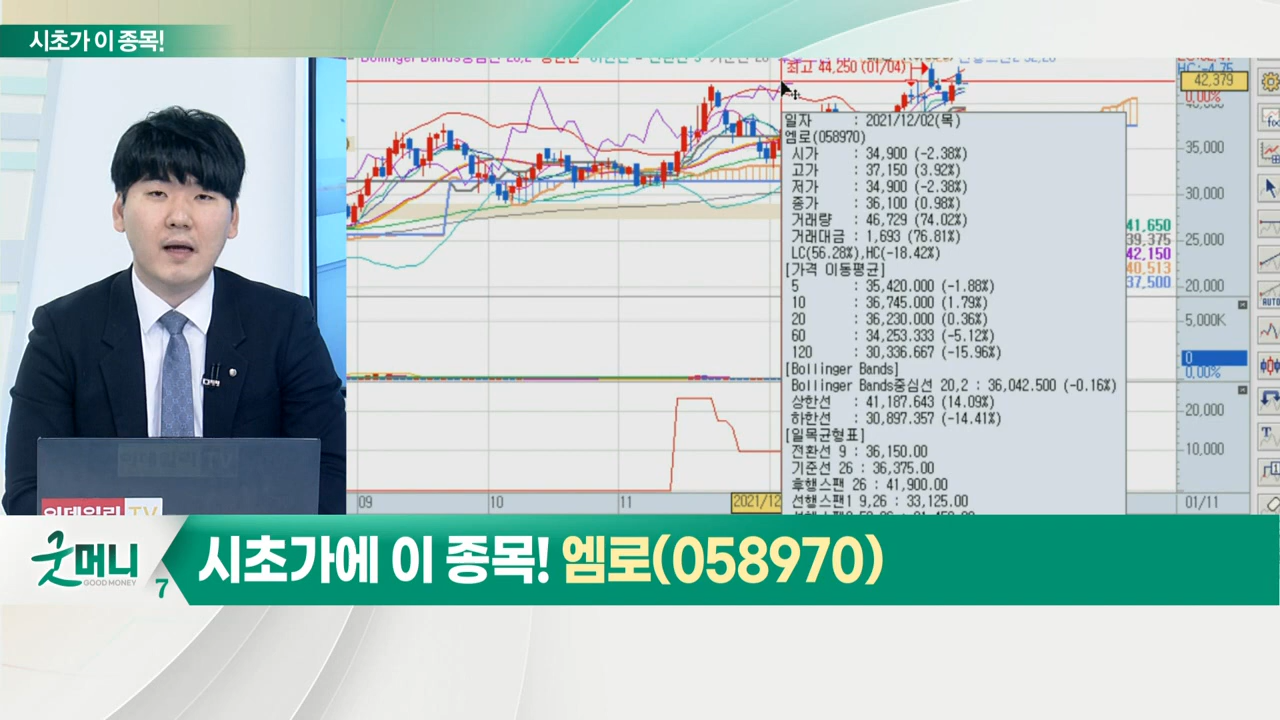 시초가 이 종목!
최고 44,250 (01/04)
42,379
0,00%
일자 : 2021/12/02(목)
엠로(058970)
시가 : 34,900 (-2.38%)
고가 : 37,150 (3.92%)
저가 : 34,900 (-2.38%)
종가 : 36,100 (0.98%)
거래량 : 46,729 (74.02%)
거래대금 : 1,693 (76.81%)
LC(56.28%),HC(-18.42%)
[가격 이동평균]
5 : 35,420.000 (-1.88%)
10 : 36,745.000 (1.79%)
20 : 36,230.000 (0.36%)
60 : 34,253.333 (-5.12%)
120 : 30,336.667 (-15.96%)
[Bollinger Bands]
Bollinger Bands중심선 20,2 : 36,042.500 (-0.16%)
상한선 : 41,187.643 (14.09%)
하한선 : 30,897.357 (-14.41%)
[일목균형표]
전환선 9 : 36,150.00
기준선 26 : 36,375.00
후행스팬 26 : 41,900.00
선행스팬1 9,26 : 33,125.00
35,000
30,000
25,000
20,000
41,650
39,375
42,150
40,513
37,500
5,000K
0
0,00%
20,000
10,000
AUTO
09
10
11
2021/12
01/11
이데일리 TV
굿머니
GOOD MONEY
7
시초가에 이 종목! 엠로(058970)